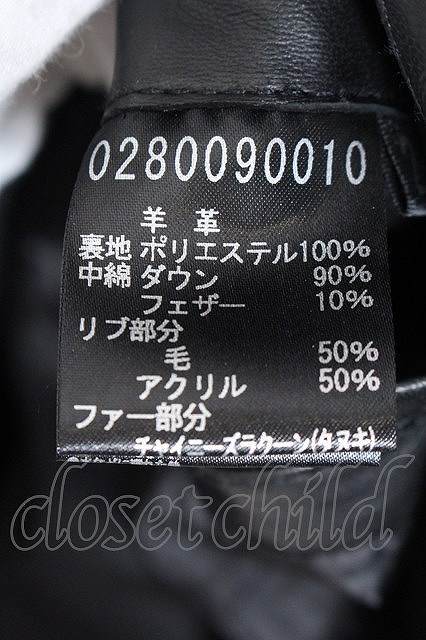 0280090010
羊 革
裏地 ポリエステル100%
中綿 ダウン 90%
フェザー 10%
リブ部分
毛 50%
アクリル 50%
ファー部分
チャイニーズラクーン(タヌキ)
closet child